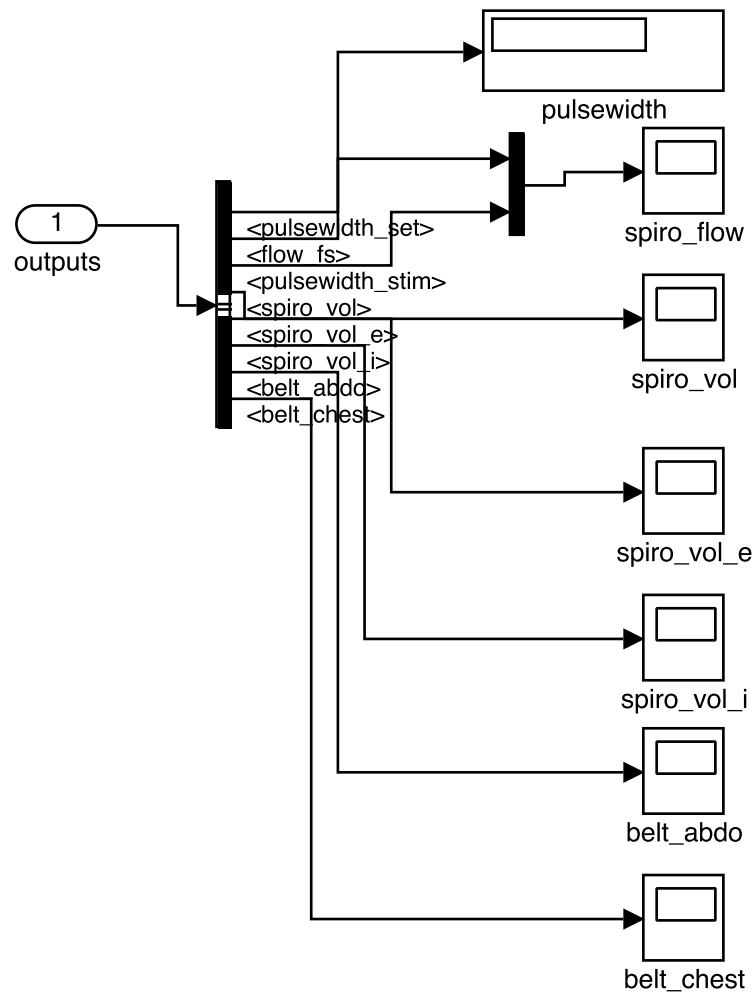 pulsewidth
spiro_flow
1
outputs
<pulsewidth_set>
<flow_fs>
<pulsewidth_stim>
<spiro_vol>
<spiro_vol_e>
<spiro_vol_i>
<belt_abdo>
<belt_chest>
spiro_vol
spiro_vol_e
spiro_vol_i
belt_abdo
belt_chest